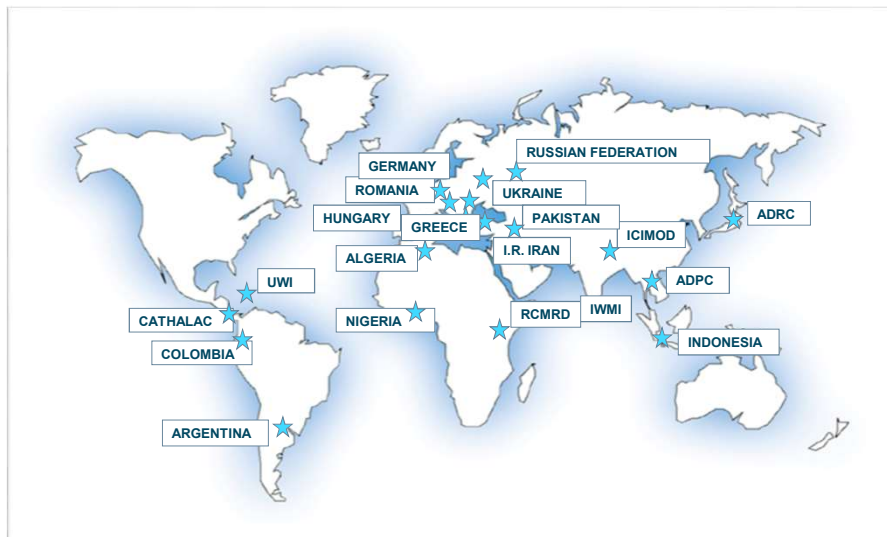 RUSSIAN FEDERATION
GERMANY
ROMANIA
UKRAINE
HUNGARY
GREECE
PAKISTAN
ADRC
ICIMOD
ALGERIA
I.R. IRAN
UWI
ADPC
CATHALAC
NIGERIA
RCMRD
IWMI
COLOMBIA
INDONESIA
ARGENTINA